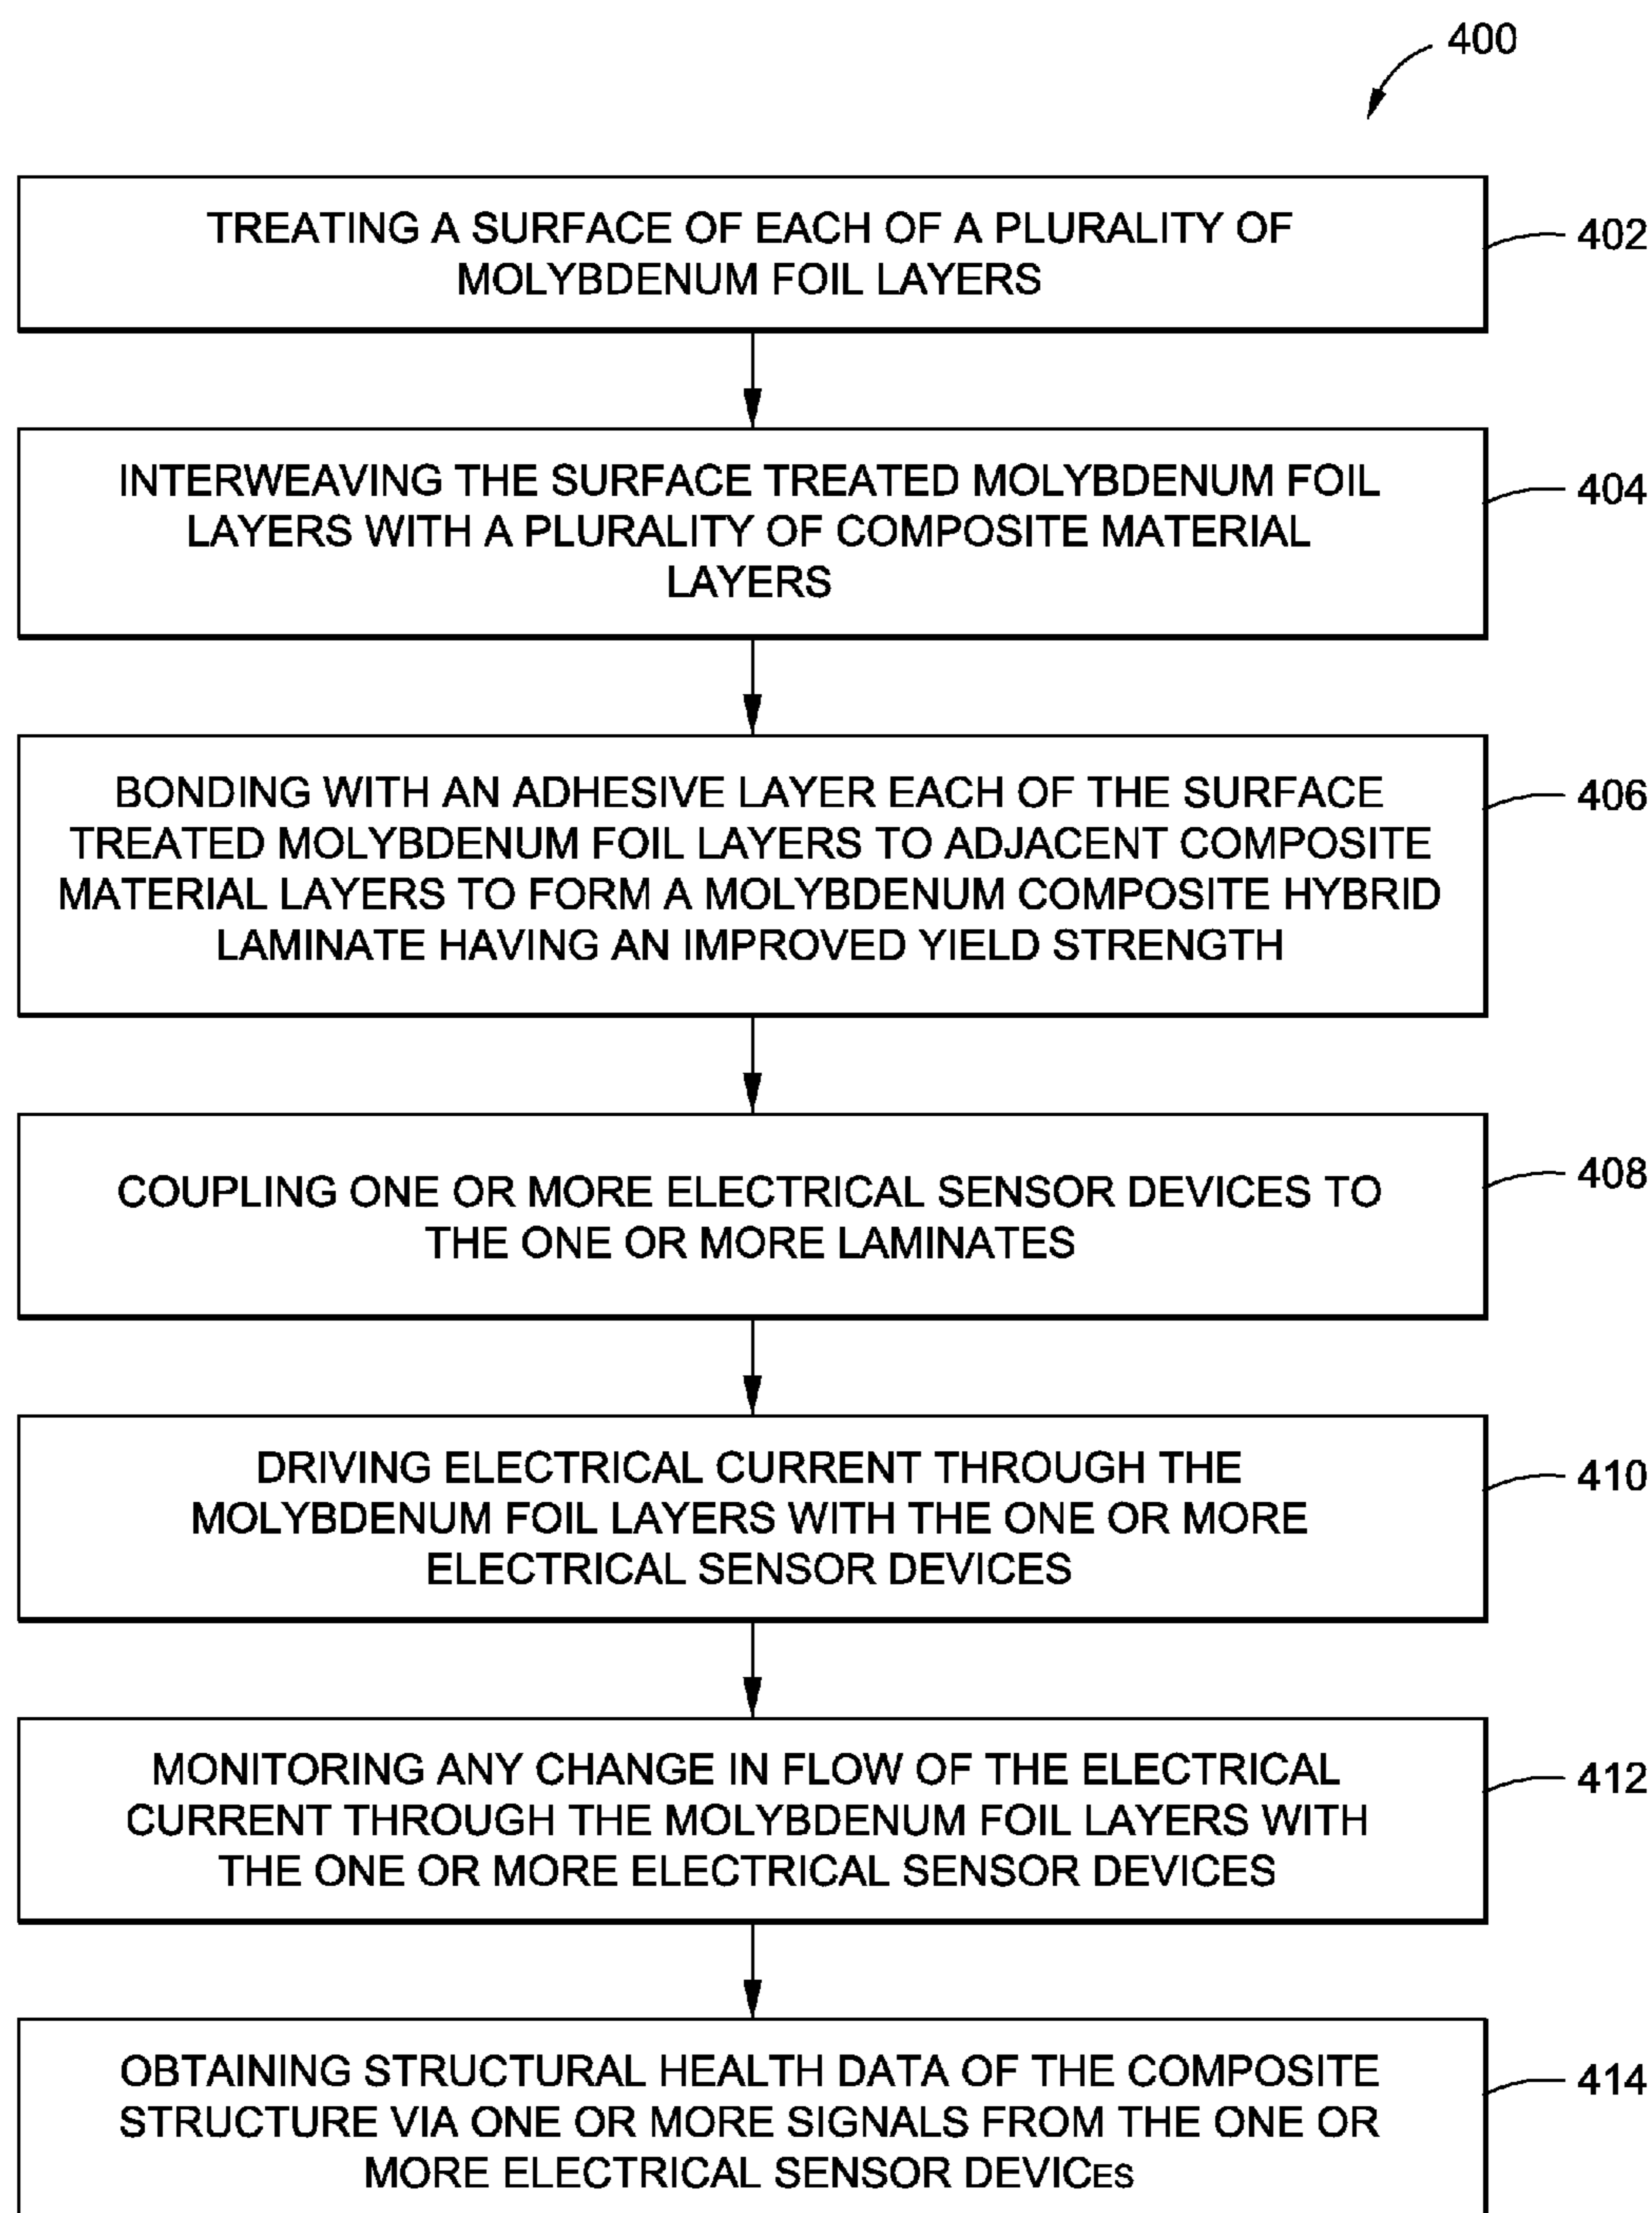 400
TREATING A SURFACE OF EACH OF A PLURALITY OF
MOLYBDENUM FOIL LAYERS
402
INTERWEAVING THE SURFACE TREATED MOLYBDENUM FOIL
LAYERS WITH A PLURALITY OF COMPOSITE MATERIAL
LAYERS
404
BONDING WITH AN ADHESIVE LAYER EACH OF THE SURFACE
TREATED MOLYBDENUM FOIL LAYERS TO ADJACENT COMPOSITE
MATERIAL LAYERS TO FORM A MOLYBDENUM COMPOSITE HYBRID
LAMINATE HAVING AN IMPROVED YIELD STRENGTH
406
COUPLING ONE OR MORE ELECTRICAL SENSOR DEVICES TO
THE ONE OR MORE LAMINATES
408
DRIVING ELECTRICAL CURRENT THROUGH THE
MOLYBDENUM FOIL LAYERS WITH THE ONE OR MORE
ELECTRICAL SENSOR DEVICES
410
MONITORING ANY CHANGE IN FLOW OF THE ELECTRICAL
CURRENT THROUGH THE MOLYBDENUM FOIL LAYERS WITH
THE ONE OR MORE ELECTRICAL SENSOR DEVICES
412
OBTAINING STRUCTURAL HEALTH DATA OF THE COMPOSITE
STRUCTURE VIA ONE OR MORE SIGNALS FROM THE ONE OR
MORE ELECTRICAL SENSOR DEVICES
414